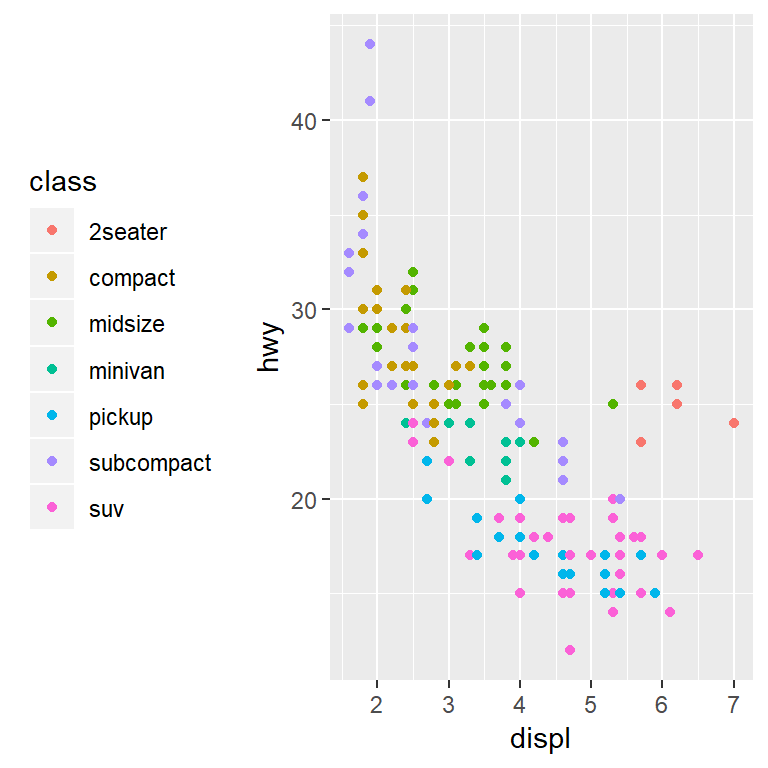 class
2seater
compact
midsize
minivan
pickup
subcompact
suv
hwy
40
30
20
2 3 4 5 6 7
displ